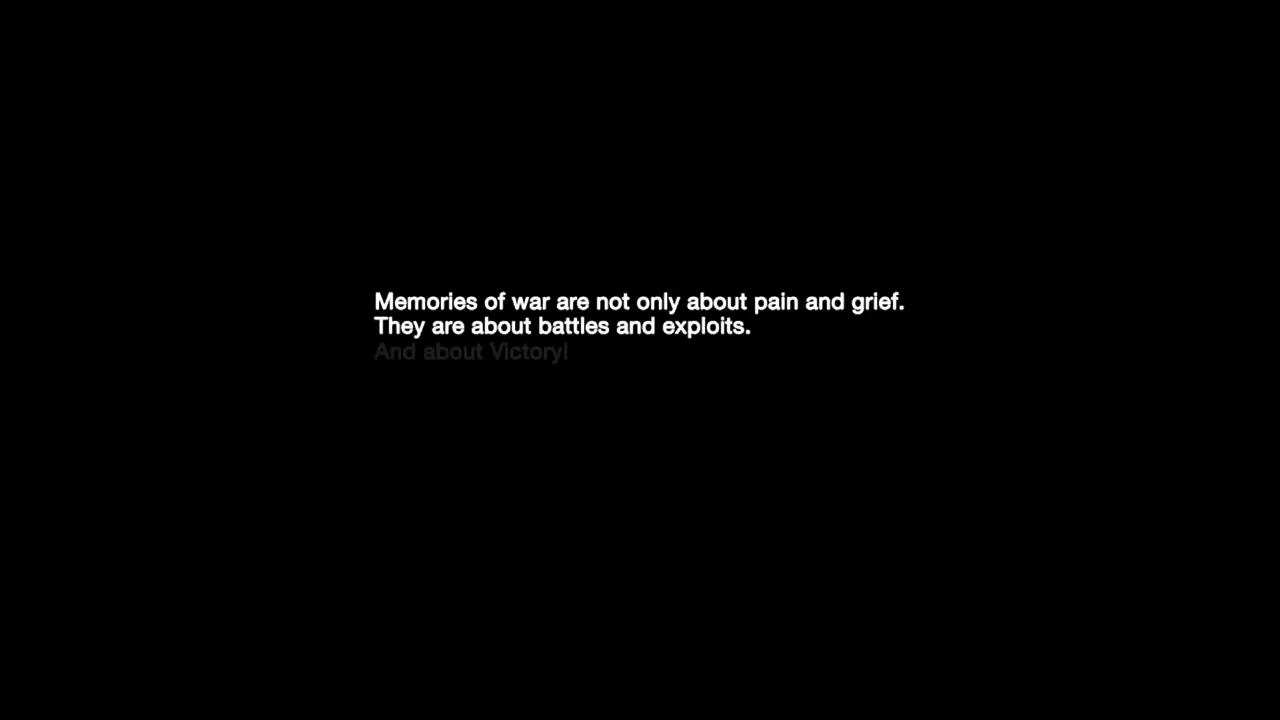 Memories of war are not only about pain and grief.
They are about battles and exploits.
And about Victory!